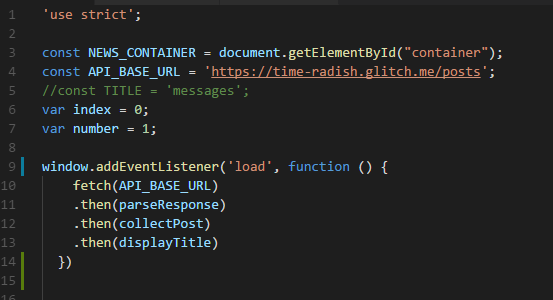 1 'use strict';
2
3 const NEWS_CONTAINER = document.getElementById("container");
4 const API_BASE_URL = 'https://time-radish.glitch.me/posts';
5 //const TITLE = 'messages';
6 var index = 0;
7 var number = 1;
8
9 window.addEventListener('load', function () {
10     fetch(API_BASE_URL)
11     .then(parseResponse)
12     .then(collectPost)
13     .then(displayTitle)
14   })
15
16